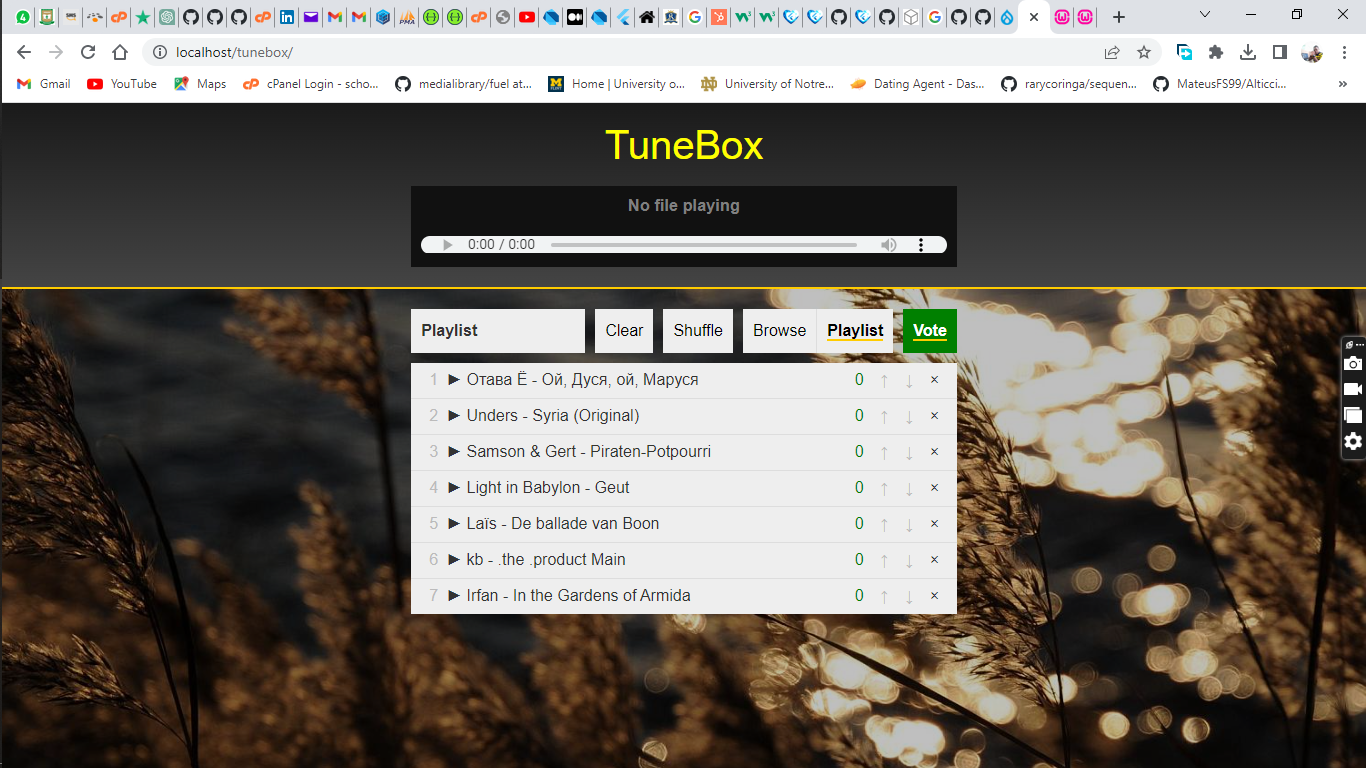 localhost/tunebox/
Gmail YouTube Maps cPanel Login - scho... medialibrary/fuel at... Home | University o... University of Notre... Dating Agent - Das... rarycoringa/sequen... MateusFS99/Alticci... »
TuneBox
No file playing
0:00 / 0:00
Playlist Clear Shuffle Browse Playlist Vote
1 ► Отава Ё - Ой, Дуся, ой, Маруся 0 ↑ ↓ ×
2 ► Unders - Syria (Original) 0 ↑ ↓ ×
3 ► Samson & Gert - Piraten-Potpourri 0 ↑ ↓ ×
4 ► Light in Babylon - Geut 0 ↑ ↓ ×
5 ► Laïs - De ballade van Boon 0 ↑ ↓ ×
6 ► kb - .the .product Main 0 ↑ ↓ ×
7 ► Irfan - In the Gardens of Armida 0 ↑ ↓ ×